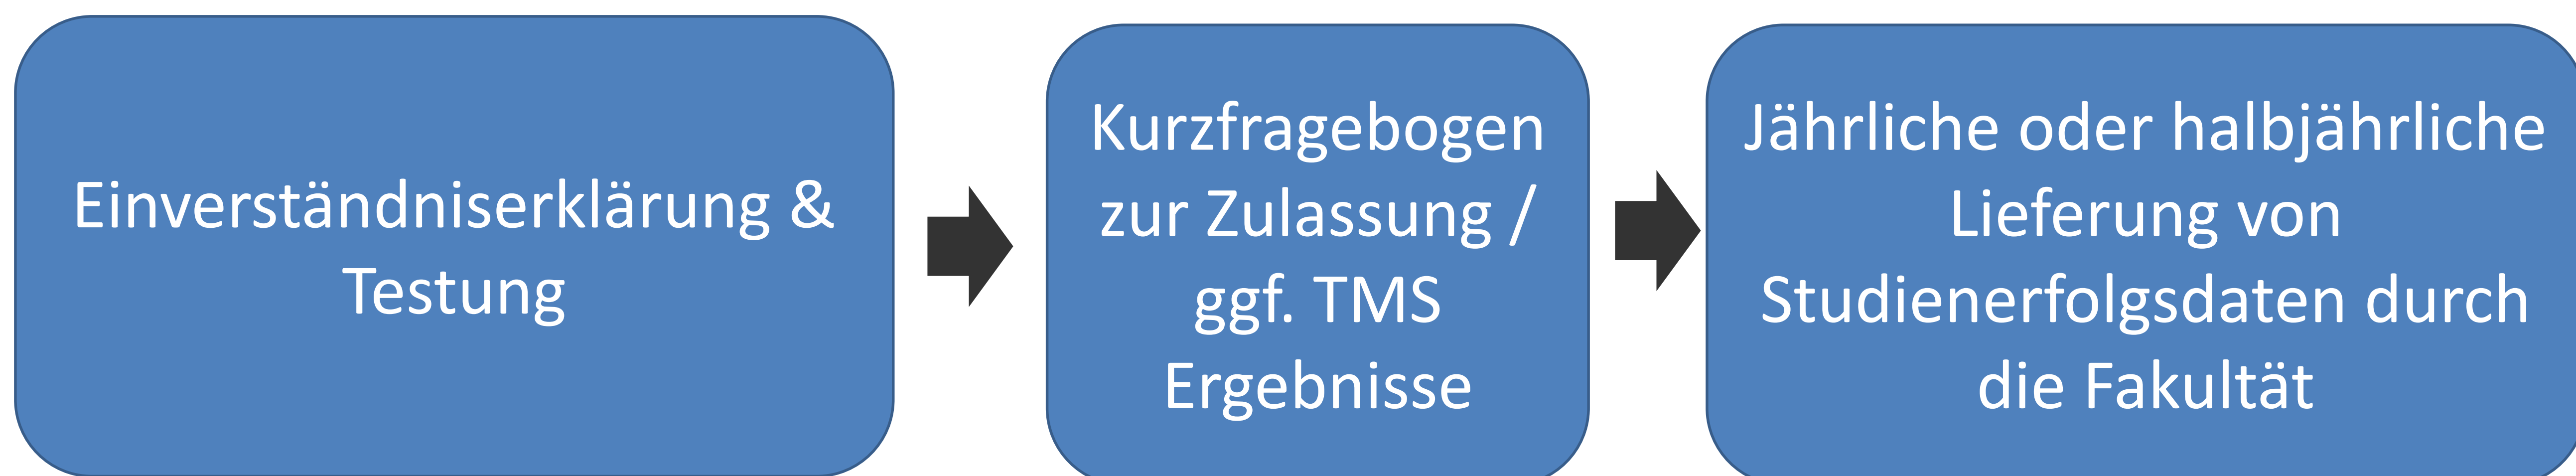 Einverständniserklärung &
Testung
Kurzfragebogen
zur Zulassung /
ggf. TMS
Ergebnisse
Jährliche oder halbjährliche
Lieferung von
Studienerfolgsdaten durch
die Fakultät